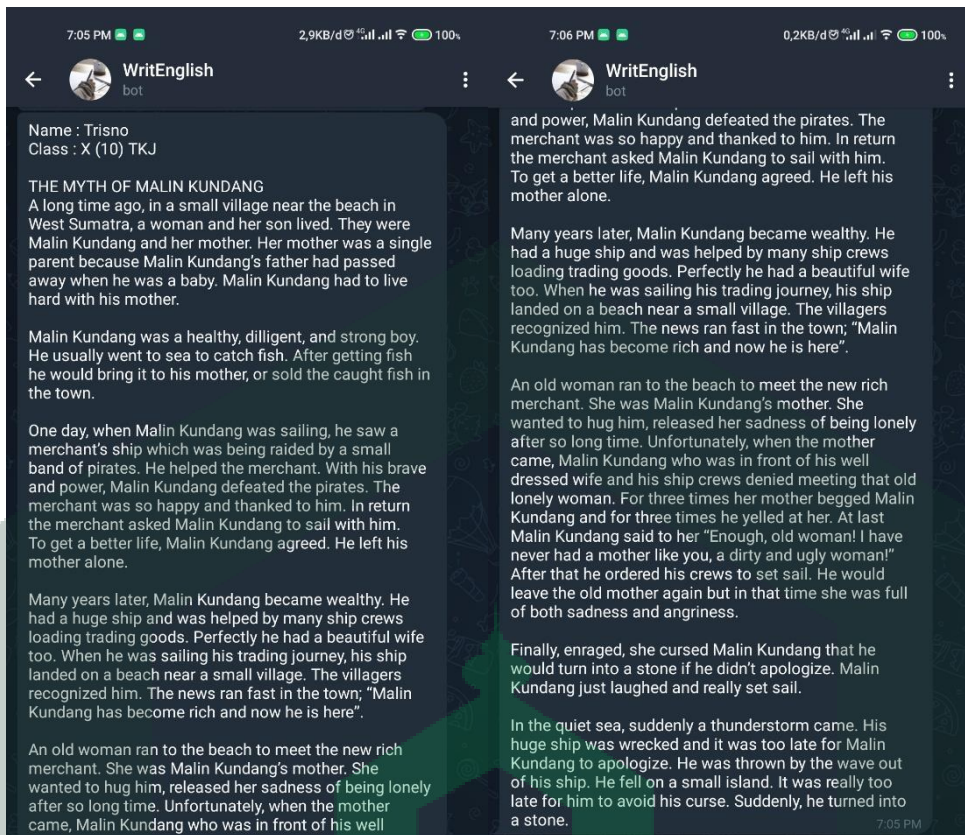 7:05 PM
2,9KB/d 4G 100%
WritEnglish
bot
Name : Trisno
Class : X (10) TKJ
THE MYTH OF MALIN KUNDANG
A long time ago, in a small village near the beach in
West Sumatra, a woman and her son lived. They were
Malin Kundang and her mother. Her mother was a single
parent because Malin Kundang's father had passed
away when he was a baby. Malin Kundang had to live
hard with his mother.
Malin Kundang was a healthy, dilligent, and strong boy.
He usually went to sea to catch fish. After getting fish
he would bring it to his mother, or sold the caught fish in
the town.
One day, when Malin Kundang was sailing, he saw a
merchant's ship which was being raided by a small
band of pirates. He helped the merchant. With his brave
and power, Malin Kundang defeated the pirates. The
merchant was so happy and thanked to him. In return
the merchant asked Malin Kundang to sail with him.
To get a better life, Malin Kundang agreed. He left his
mother alone.
Many years later, Malin Kundang became wealthy. He
had a huge ship and was helped by many ship crews
loading trading goods. Perfectly he had a beautiful wife
too. When he was sailing his trading journey, his ship
landed on a beach near a small village. The villagers
recognized him. The news ran fast in the town; “Malin
Kundang has become rich and now he is here”.
An old woman ran to the beach to meet the new rich
merchant. She was Malin Kundang's mother. She
wanted to hug him, released her sadness of being lonely
after so long time. Unfortunately, when the mother
came, Malin Kundang who was in front of his well
7:06 PM
0,2KB/d 4G 100%
WritEnglish
bot
and power, Malin Kundang defeated the pirates. The
merchant was so happy and thanked to him. In return
the merchant asked Malin Kundang to sail with him.
To get a better life, Malin Kundang agreed. He left his
mother alone.
Many years later, Malin Kundang became wealthy. He
had a huge ship and was helped by many ship crews
loading trading goods. Perfectly he had a beautiful wife
too. When he was sailing his trading journey, his ship
landed on a beach near a small village. The villagers
recognized him. The news ran fast in the town; “Malin
Kundang has become rich and now he is here”.
An old woman ran to the beach to meet the new rich
merchant. She was Malin Kundang's mother. She
wanted to hug him, released her sadness of being lonely
after so long time. Unfortunately, when the mother
came, Malin Kundang who was in front of his well
dressed wife and his ship crews denied meeting that old
lonely woman. For three times her mother begged Malin
Kundang and for three times he yelled at her. At last
Malin Kundang said to her “Enough, old woman! I have
never had a mother like you, a dirty and ugly woman!”
After that he ordered his crews to set sail. He would
leave the old mother again but in that time she was full
of both sadness and angriness.
Finally, enraged, she cursed Malin Kundang that he
would turn into a stone if he didn't apologize. Malin
Kundang just laughed and really set sail.
In the quiet sea, suddenly a thunderstorm came. His
huge ship was wrecked and it was too late for Malin
Kundang to apologize. He was thrown by the wave out
of his ship. He fell on a small island. It was really too
late for him to avoid his curse. Suddenly, he turned into
a stone.
7:05 PM